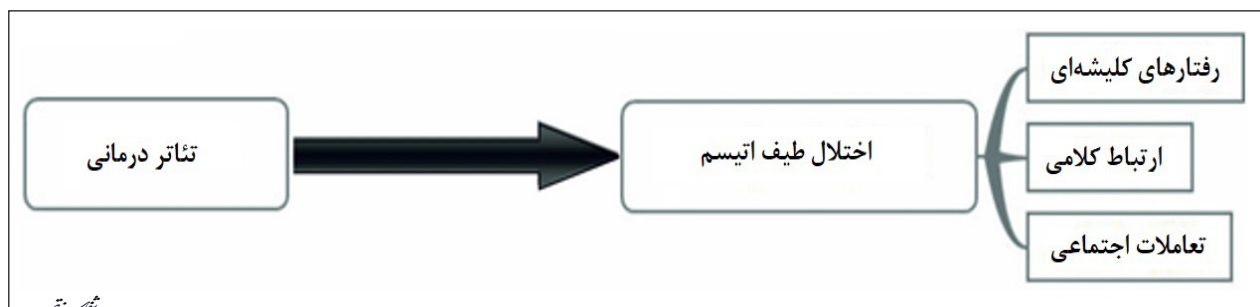 تئاتر درمانی
اختلال طیف اتیسم
رفتارهای کلیشه‌ای
ارتباط کلامی
تعاملات اجتماعی